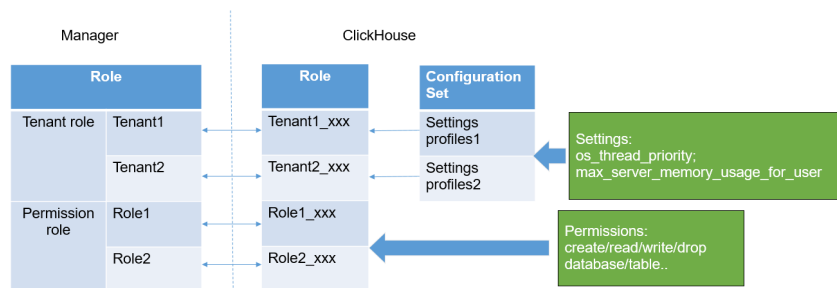 Manager
ClickHouse
Role
Role
Configuration
Set
Tenant role
Tenant1
Tenant1_xxx
Settings
profiles1
Tenant2
Tenant2_xxx
Settings
profiles2
Settings:
os_thread_priority;
max_server_memory_usage_for_user
Permission
role
Role1
Role1_xxx
Role2
Role2_xxx
Permissions:
create/read/write/drop
database/table..